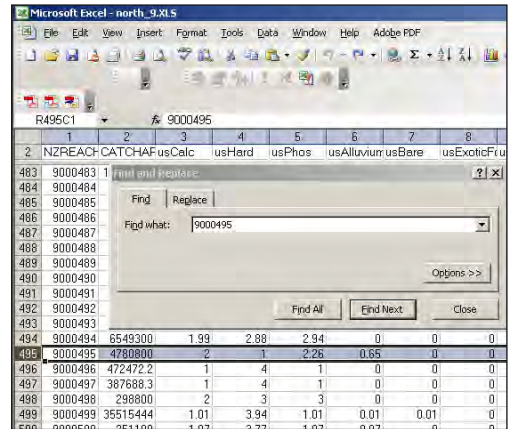 Microsoft Excel - north_9.XLS
File Edit View Insert Format Tools Data Window Help Adobe PDF
R495C1 fx 9000495
1 2 3 4 5 6 7 8
2 NZREACH CATCHAR usCalc usHard usPhos usAlluvium usBare usExoticFo us
483 9000483 1
Find and Replace
484 9000484
485 9000485
Find Replace
486 9000486
487 9000487
Find what: 9000495
488 9000488
489 9000489
490 9000490
Options >>
491 9000491
492 9000492
Find All Find Next Close
493 9000493
494 9000494 6549300 1.99 2.88 2.94 0 0 0
495 9000495 4780800 2 1 2.26 0.65 0 0
496 9000496 472472.2 1 4 1 0 0 0
497 9000497 387688.3 1 4 1 0 0 0
498 9000498 298800 2 3 3 0 0 0
499 9000499 35515444 1.01 3.94 1.01 0.01 0.01 0